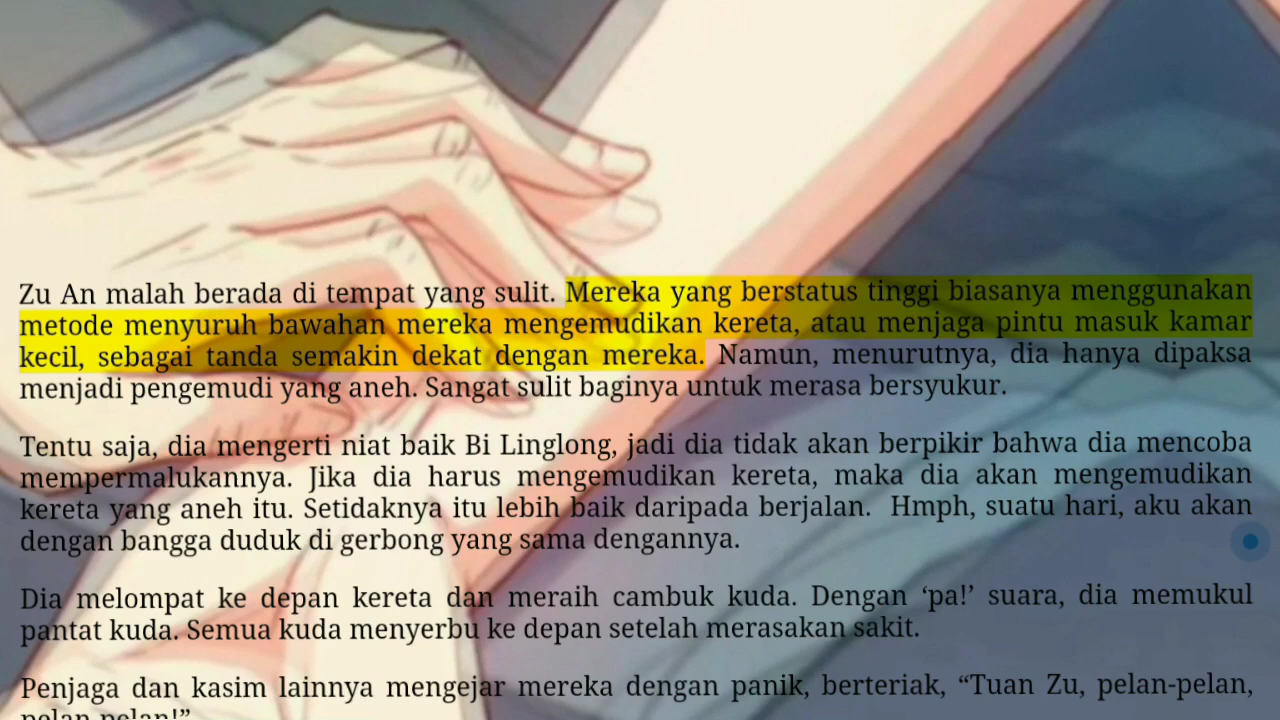 Zu An malah berada di tempat yang sulit. Mereka yang berstatus tinggi biasanya menggunakan
metode menyuruh bawahan mereka mengemudikan kereta, atau menjaga pintu masuk kamar
kecil, sebagai tanda semakin dekat dengan mereka. Namun, menurutnya, dia hanya dipaksa
menjadi pengemudi yang aneh. Sangat sulit baginya untuk merasa bersyukur.
Tentu saja, dia mengerti niat baik Bi Linglong, jadi dia tidak akan berpikir bahwa dia mencoba
mempermalukannya. Jika dia harus mengemudikan kereta, maka dia akan mengemudikan
kereta yang aneh itu. Setidaknya itu lebih baik daripada berjalan. Hmph, suatu hari, aku akan
dengan bangga duduk di gerbong yang sama dengannya.
Dia melompat ke depan kereta dan meraih cambuk kuda. Dengan ‘pa!’ suara, dia memukul
pantat kuda. Semua kuda menyerbu ke depan setelah merasakan sakit.
Penjaga dan kasim lainnya mengejar mereka dengan panik, berteriak, “Tuan Zu, pelan-pelan,
pelan-pelan!”